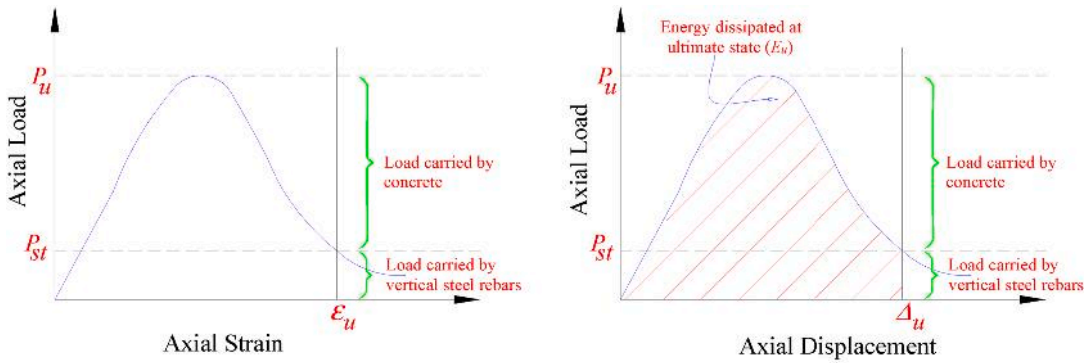 P_u
Axial Load
P_st
Load carried by
concrete
Load carried by
vertical steel rebars
ε_u
Axial Strain
Energy dissipated at
ultimate state (E_u)
P_u
Axial Load
P_st
Load carried by
concrete
Load carried by
vertical steel rebars
Δ_u
Axial Displacement